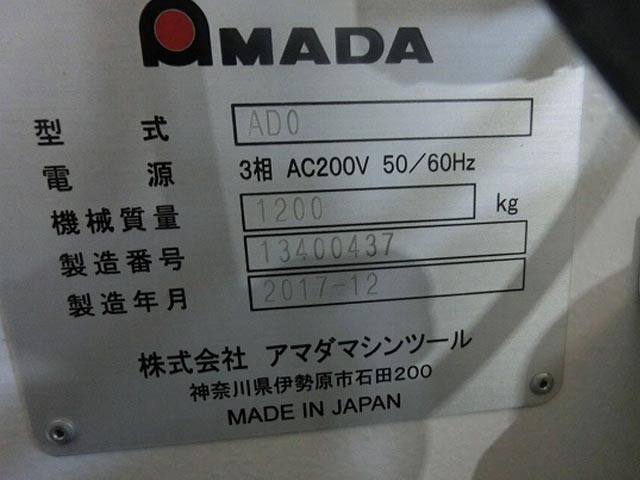 AMADA
型式 AD0
電源 3相 AC200V 50/60Hz
機械質量 1200 kg
製造番号 13400437
製造年月 2017-12
株式会社 アマダマシンツール
神奈川県伊勢原市石田200
MADE IN JAPAN